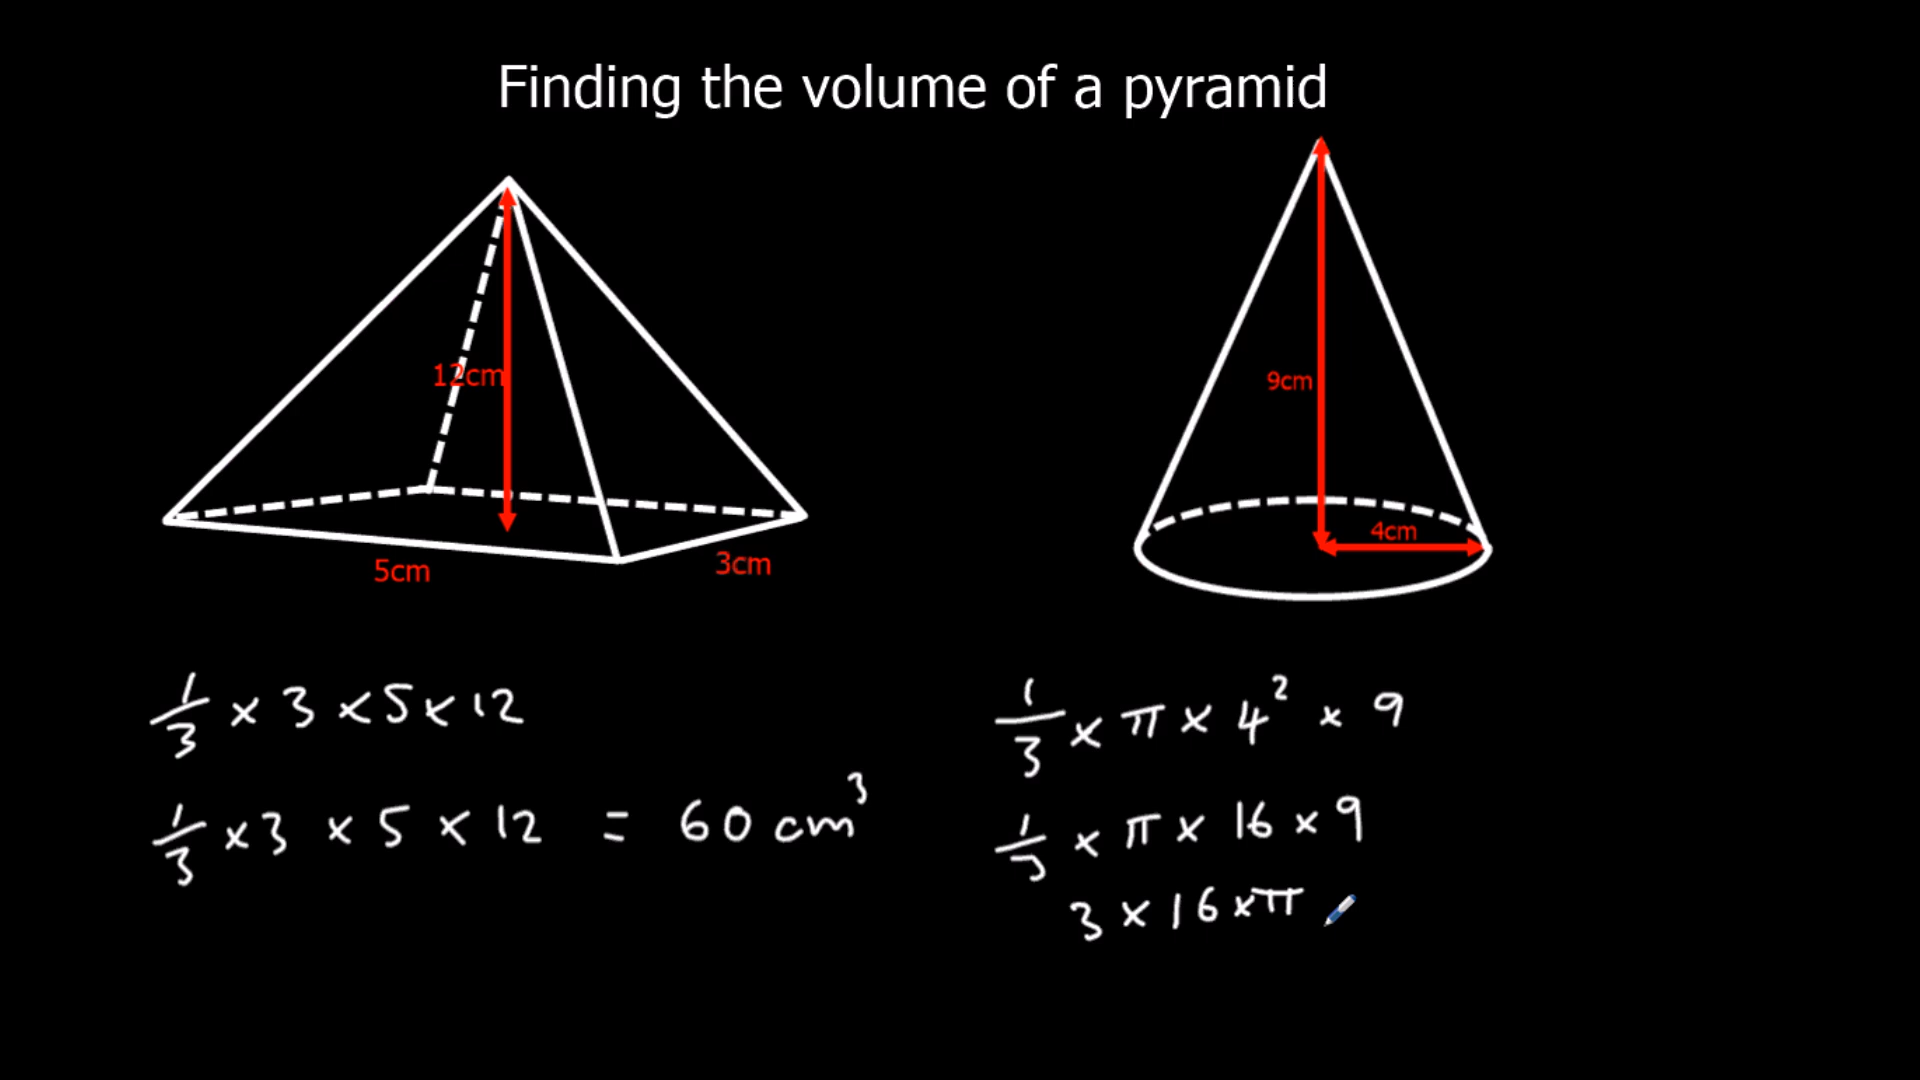 Finding the volume of a pyramid
12cm
5cm
3cm
9cm
4cm
1/3 × 3 × 5 × 12
1/3 × 3 × 5 × 12 = 60 cm³
1/3 × π × 4² × 9
1/3 × π × 16 × 9
3 × 16 × π